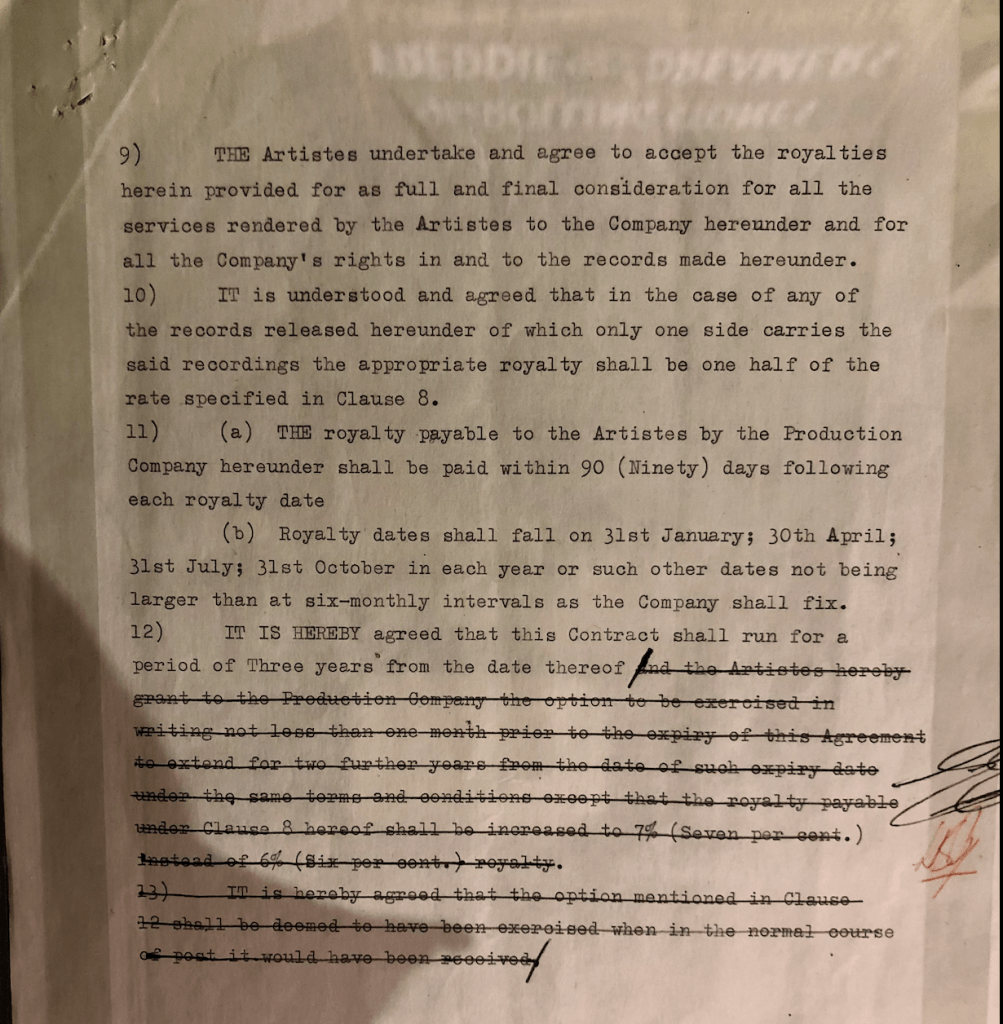 9) THE Artistes undertake and agree to accept the royalties
herein provided for as full and final consideration for all the
services rendered by the Artistes to the Company hereunder and for
all the Company's rights in and to the records made hereunder.
10) IT is understood and agreed that in the case of any of
the records released hereunder of which only one side carries the
said recordings the appropriate royalty shall be one half of the
rate specified in Clause 8.
11) (a) THE royalty payable to the Artistes by the Production
Company hereunder shall be paid within 90 (Ninety) days following
each royalty date
(b) Royalty dates shall fall on 31st January; 30th April;
31st July; 31st October in each year or such other dates not being
larger than at six-monthly intervals as the Company shall fix.
12) IT IS HEREBY agreed that this Contract shall run for a
period of Three years from the date thereof and the Artistes hereby
grant to the Production Company the option to be exercised in
writing not less than one month prior to the expiry of this Agreement
to extend for two further years from the date of such expiry date
under the same terms and conditions except that the royalty payable
under Clause 8 hereof shall be increased to 7% (Seven per cent.)
instead of 6% (Six per cent.) royalty.
13) IT is hereby agreed that the option mentioned in Clause
12 shall be deemed to have been exercised when in the normal course
of post it would have been received